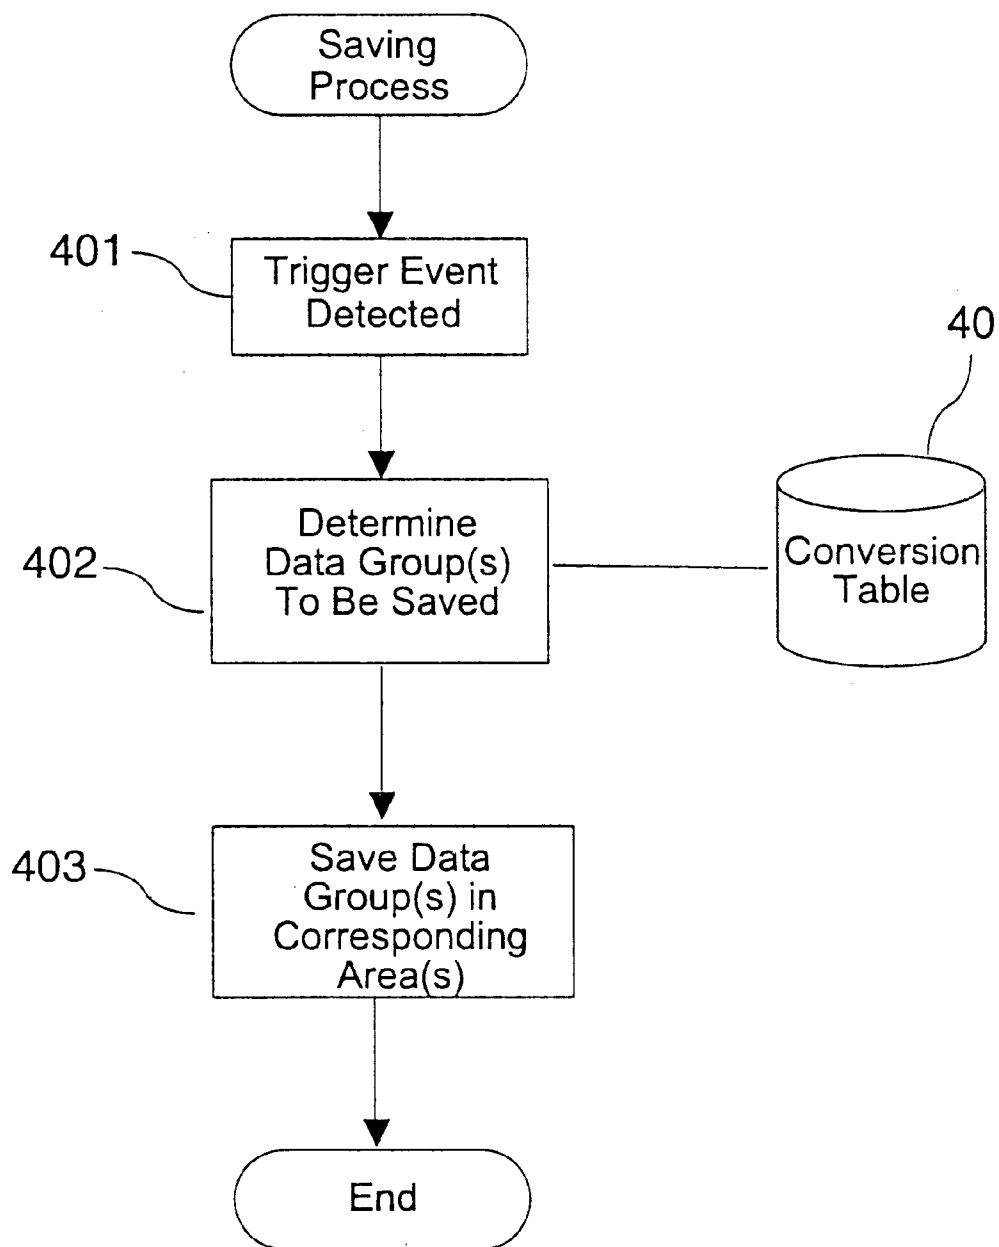 Saving
Process
401
Trigger Event
Detected
40
402
Determine
Data Group(s)
To Be Saved
Conversion
Table
403
Save Data
Group(s) in
Corresponding
Area(s)
End